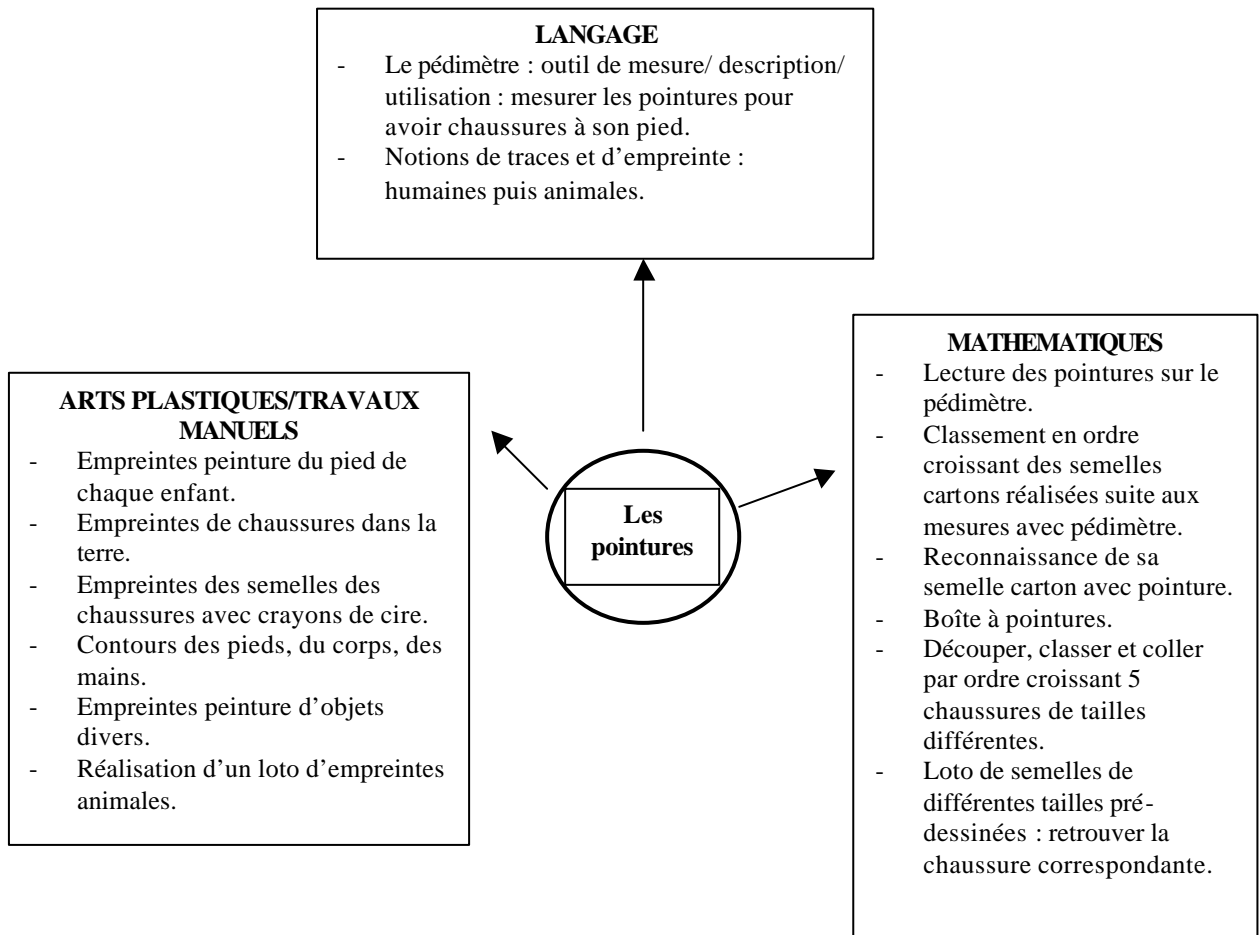 LANGAGE
- Le pédimètre : outil de mesure/ description/
utilisation : mesurer les pointures pour
avoir chaussures à son pied.
- Notions de traces et d’empreinte :
humaines puis animales.
ARTS PLASTIQUES/TRAVAUX
MANUELS
- Empreintes peinture du pied de
chaque enfant.
- Empreintes de chaussures dans la
terre.
- Empreintes des semelles des
chaussures avec crayons de cire.
- Contours des pieds, du corps, des
mains.
- Empreintes peinture d’objets
divers.
- Réalisation d’un loto d’empreintes
animales.
Les
pointures
MATHEMATIQUES
- Lecture des pointures sur le
pédimètre.
- Classement en ordre
croissant des semelles
cartons réalisées suite aux
mesures avec pédimètre.
- Reconnaissance de sa
semelle carton avec pointure.
- Boîte à pointures.
- Découper, classer et coller
par ordre croissant 5
chaussures de tailles
différentes.
- Loto de semelles de
différentes tailles pré-
dessinées : retrouver la
chaussure correspondante.